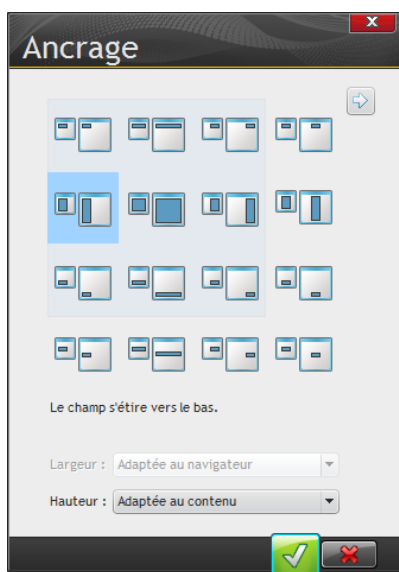 Ancrage
Le champ s'étire vers le bas.
Largeur : Adaptée au navigateur
Hauteur : Adaptée au contenu